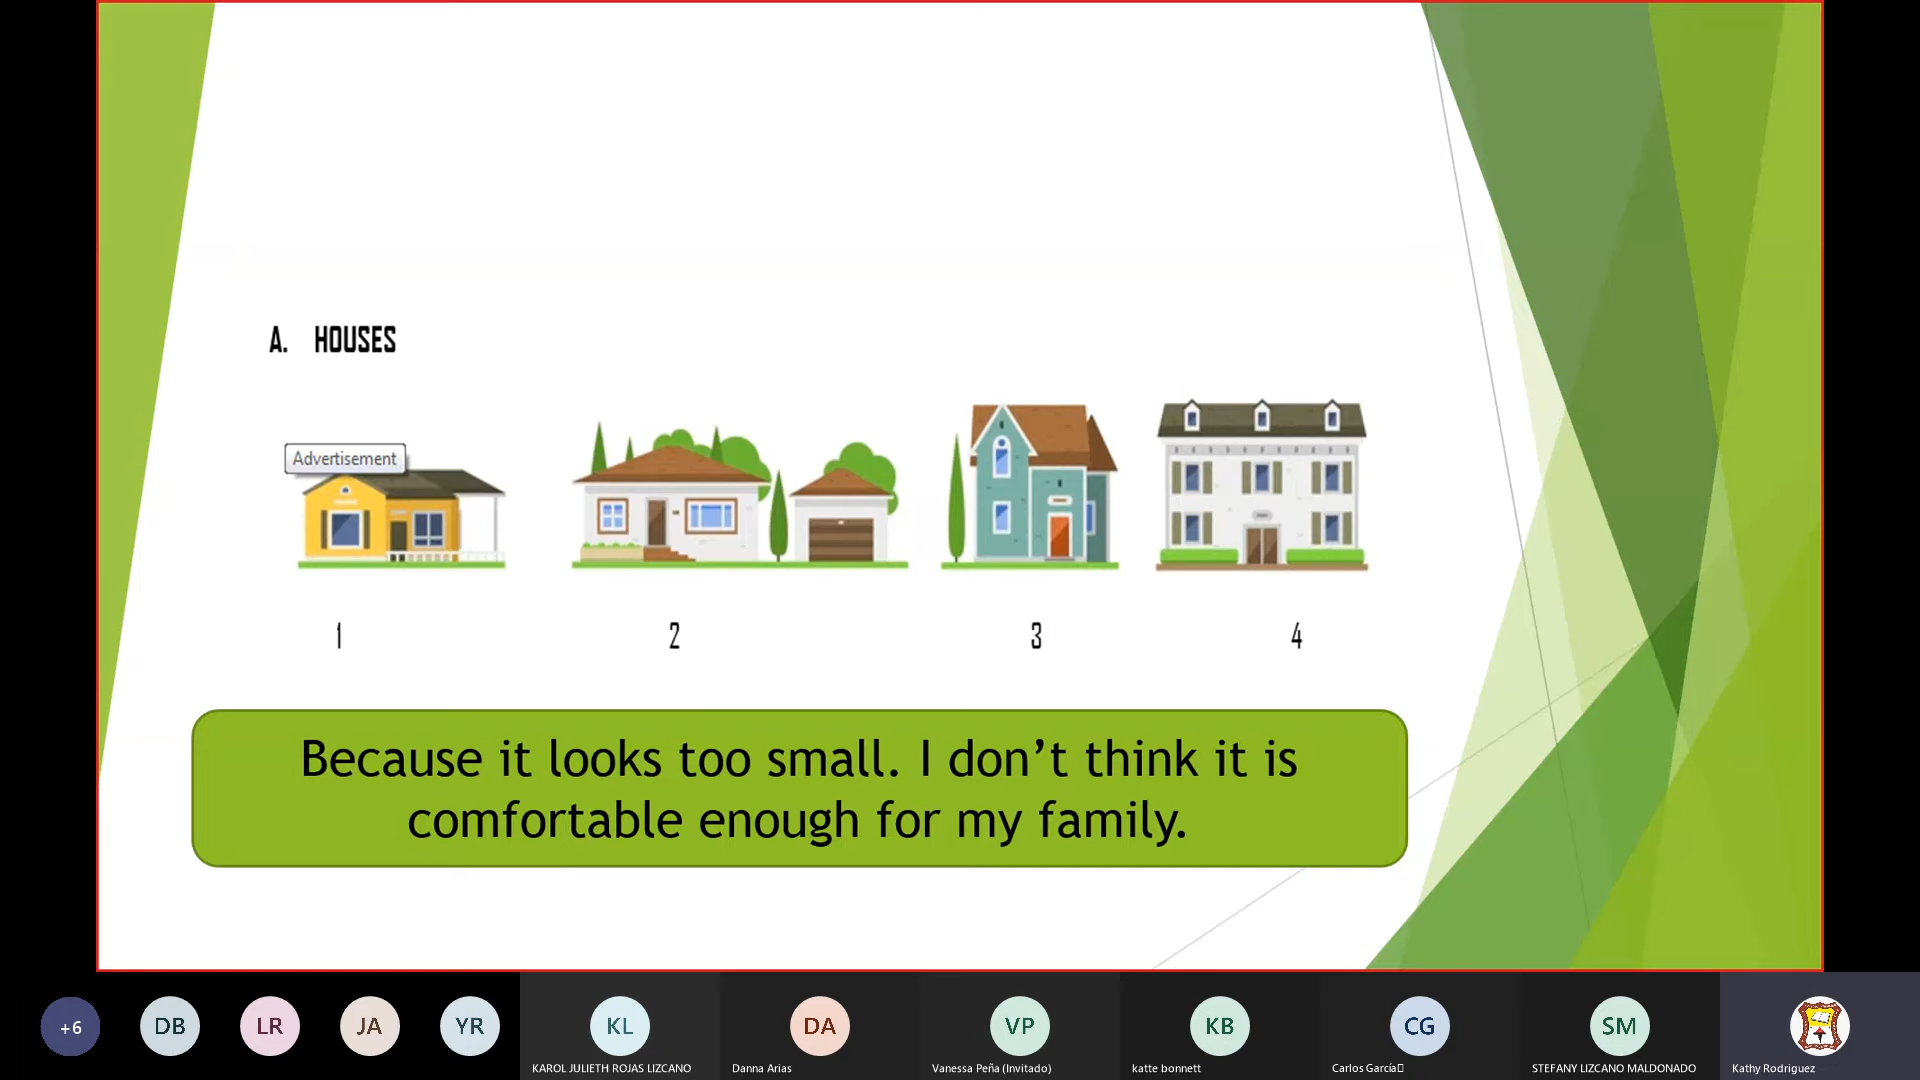 A. HOUSES
Advertisement
1 2 3 4
Because it looks too small. I don’t think it is
comfortable enough for my family.
+6 DB LR JA YR KL DA VP KB CG SM
KAROL JULIETH ROJAS LIZCANO Danna Arias Vanessa Peña (Invitado) katte bonnett Carlos García STEFANY LIZCANO MALDONADO Kathy Rodriguez